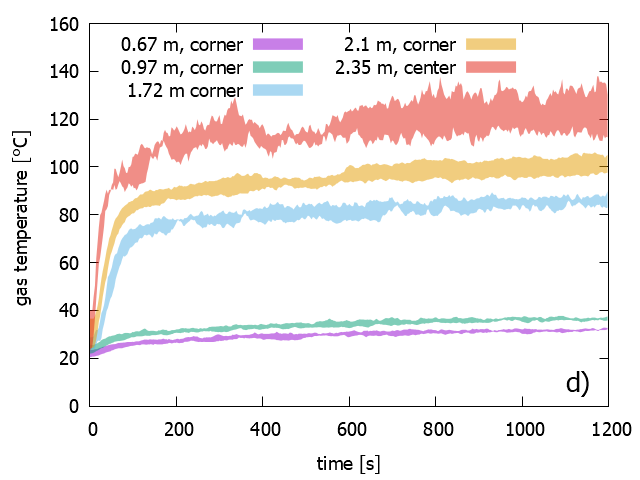 160
140
120
100
80
60
40
20
0
gas temperature [°C]
0.67 m, corner
0.97 m, corner
1.72 m corner
2.1 m, corner
2.35 m, center
d)
0 200 400 600 800 1000 1200
time [s]